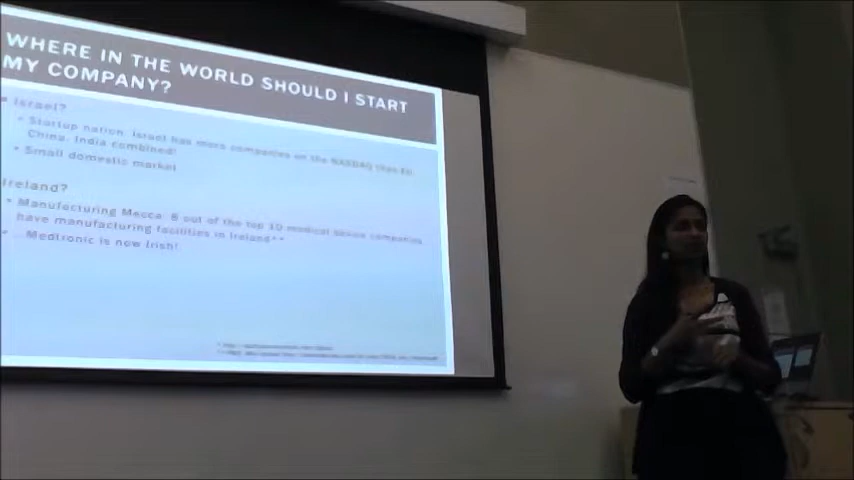 WHERE IN THE WORLD SHOULD I START
MY COMPANY?
Israel?
Startup nation: Israel has more companies on the NASDAQ than EU,
China, India combined!
Small domestic market
Ireland?
Manufacturing Mecca: 8 out of the top 10 medical device companies
have manufacturing facilities in Ireland**
Medtronic is now Irish!